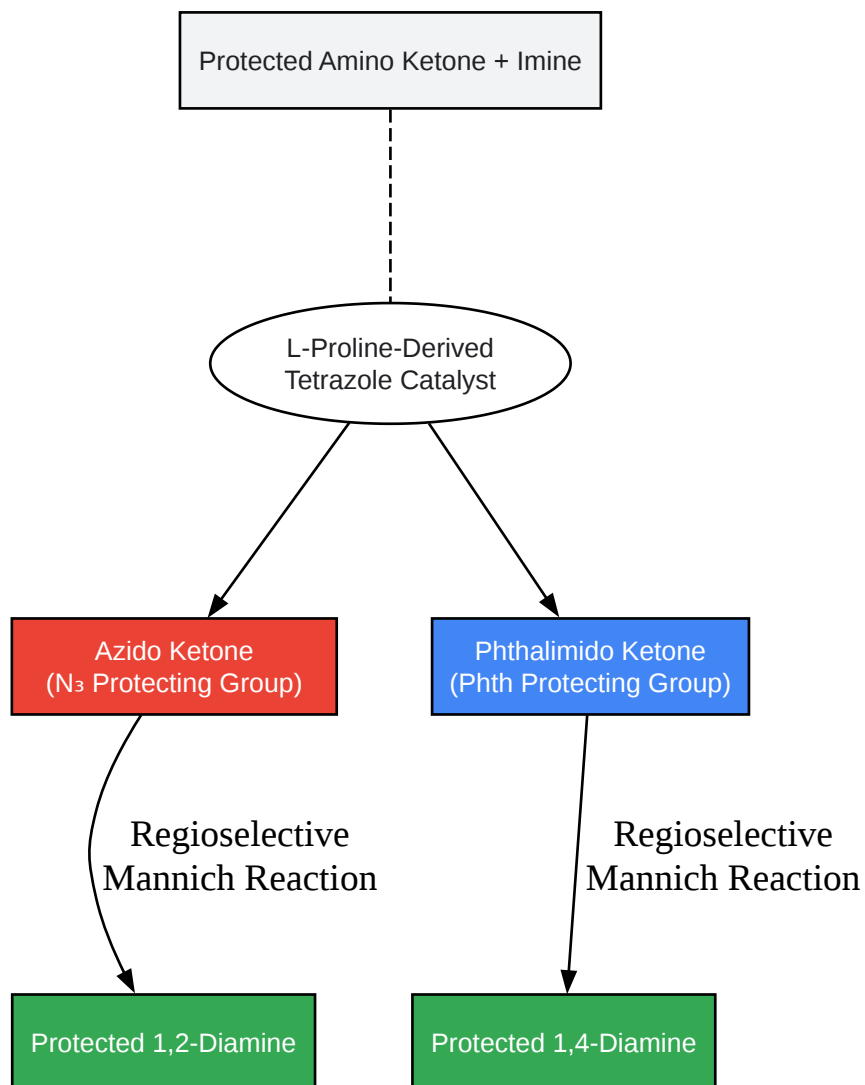 Protected Amino Ketone + Imine
L-Proline-Derived
Tetrazole Catalyst
Azido Ketone
(N₃ Protecting Group)
Phthalimido Ketone
(Phth Protecting Group)
Regioselective
Mannich Reaction
Regioselective
Mannich Reaction
Protected 1,2-Diamine
Protected 1,4-Diamine